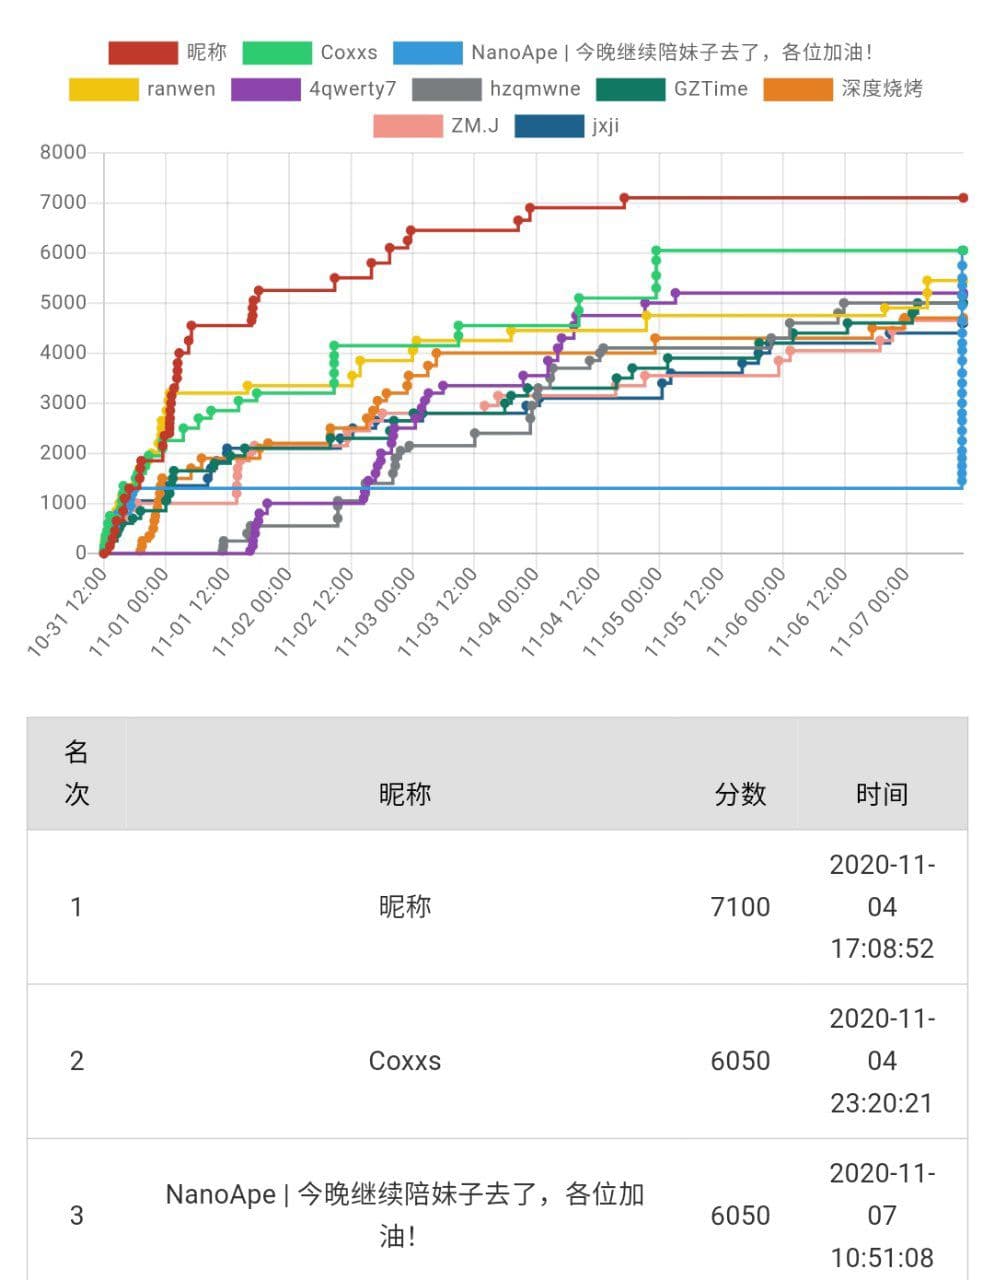 昵称 Coxxs NanoApe | 今晚继续陪妹子去了，各位加油！
ranwen 4qwerty7 hzqmwne GZTime 深度烧烤
ZM.J jxji
8000
7000
6000
5000
4000
3000
2000
1000
0
10-31 12:00
11-01 00:00
11-01 12:00
11-02 00:00
11-02 12:00
11-03 00:00
11-03 12:00
11-04 00:00
11-04 12:00
11-05 00:00
11-05 12:00
11-06 00:00
11-06 12:00
11-07 00:00
名
次
昵称 分数 时间
2020-11-
1 昵称 7100 04
17:08:52
2020-11-
2 Coxxs 6050 04
23:20:21
2020-11-
NanoApe | 今晚继续陪妹子去了，各位加
3 6050 07
油！
10:51:08